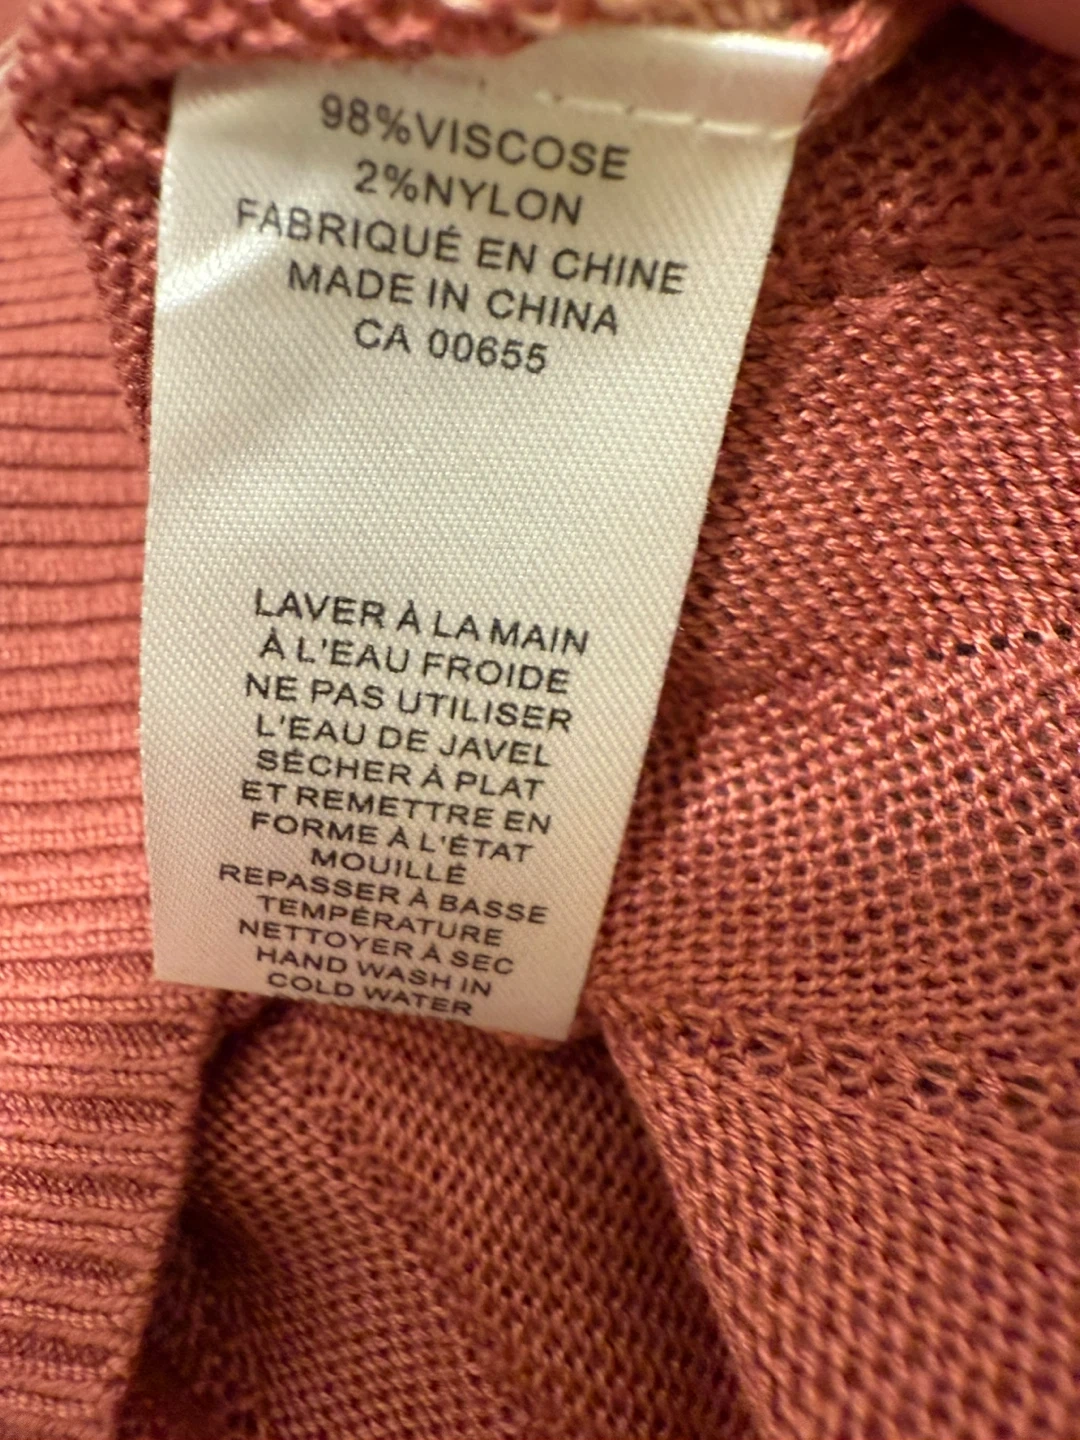 98%VISCOSE
2%NYLON
FABRIQUÉ EN CHINE
MADE IN CHINA
CA 00655
LAVER À LA MAIN
À L'EAU FROIDE
NE PAS UTILISER
L'EAU DE JAVEL
SÉCHER À PLAT
ET REMETTRE EN
FORME À L'ÉTAT
MOUILLÉ
REPASSER À BASSE
TEMPÉRATURE
NETTOYER À SEC
HAND WASH IN
COLD WATER